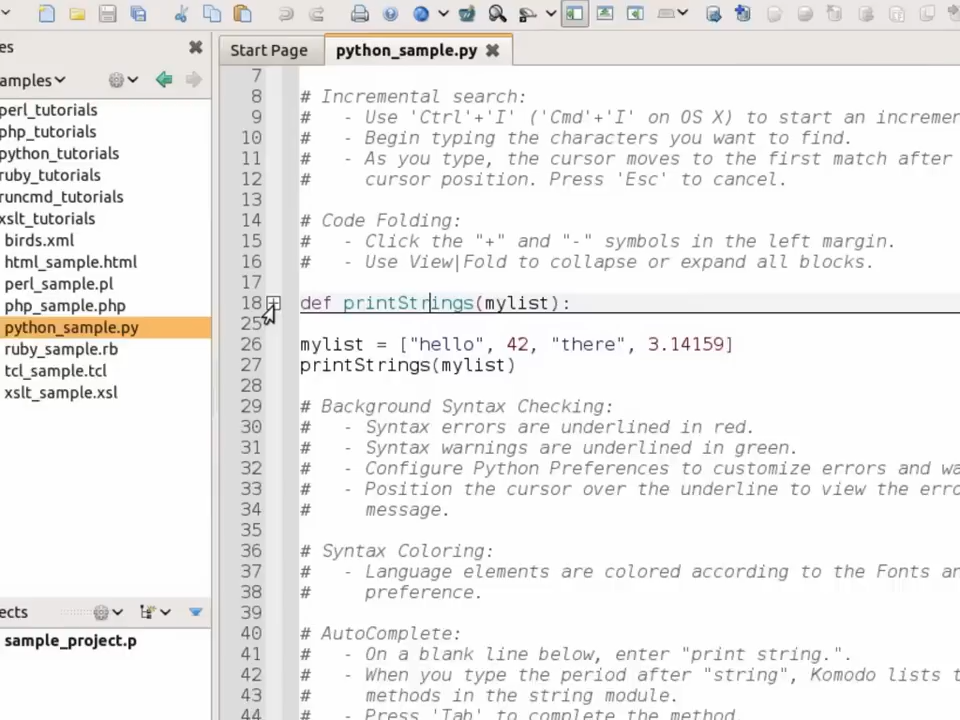 es
Start Page
python_sample.py
amples
perl_tutorials
php_tutorials
python_tutorials
ruby_tutorials
runcmd_tutorials
xslt_tutorials
birds.xml
html_sample.html
perl_sample.pl
php_sample.php
python_sample.py
ruby_sample.rb
tcl_sample.tcl
xslt_sample.xsl
ects
sample_project.p
7
8 # Incremental search:
9 #   - Use 'Ctrl'+'I' ('Cmd'+'I' on OS X) to start an increme
10 #   - Begin typing the characters you want to find.
11 #   - As you type, the cursor moves to the first match after
12 #     cursor position. Press 'Esc' to cancel.
13
14 # Code Folding:
15 #   - Click the "+" and "-" symbols in the left margin.
16 #   - Use View|Fold to collapse or expand all blocks.
17
18 def printStrings(mylist):
25
26 mylist = ["hello", 42, "there", 3.14159]
27 printStrings(mylist)
28
29 # Background Syntax Checking:
30 #   - Syntax errors are underlined in red.
31 #   - Syntax warnings are underlined in green.
32 #   - Configure Python Preferences to customize errors and wa
33 #   - Position the cursor over the underline to view the erro
34 #     message.
35
36 # Syntax Coloring:
37 #   - Language elements are colored according to the Fonts an
38 #     preference.
39
40 # AutoComplete:
41 #   - On a blank line below, enter "print string.".
42 #   - When you type the period after "string", Komodo lists t
43 #     methods in the string module.
44 #   - Press 'Tab' to complete the method.